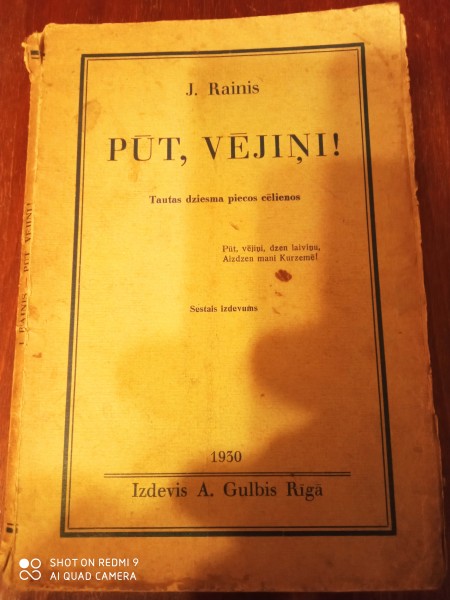 J. Rainis
PŪT, VĒJIŅI!
Tautas dziesma piecos cēlienos
Pūt, vējiņi, dzen laiviņu,
Aizdzen mani Kurzemē!
Sestais izdevums
1930
Izdevis A. Gulbis Rīgā
J. RAINIS — PŪT, VĒJIŅI!
SHOT ON REDMI 9
AI QUAD CAMERA